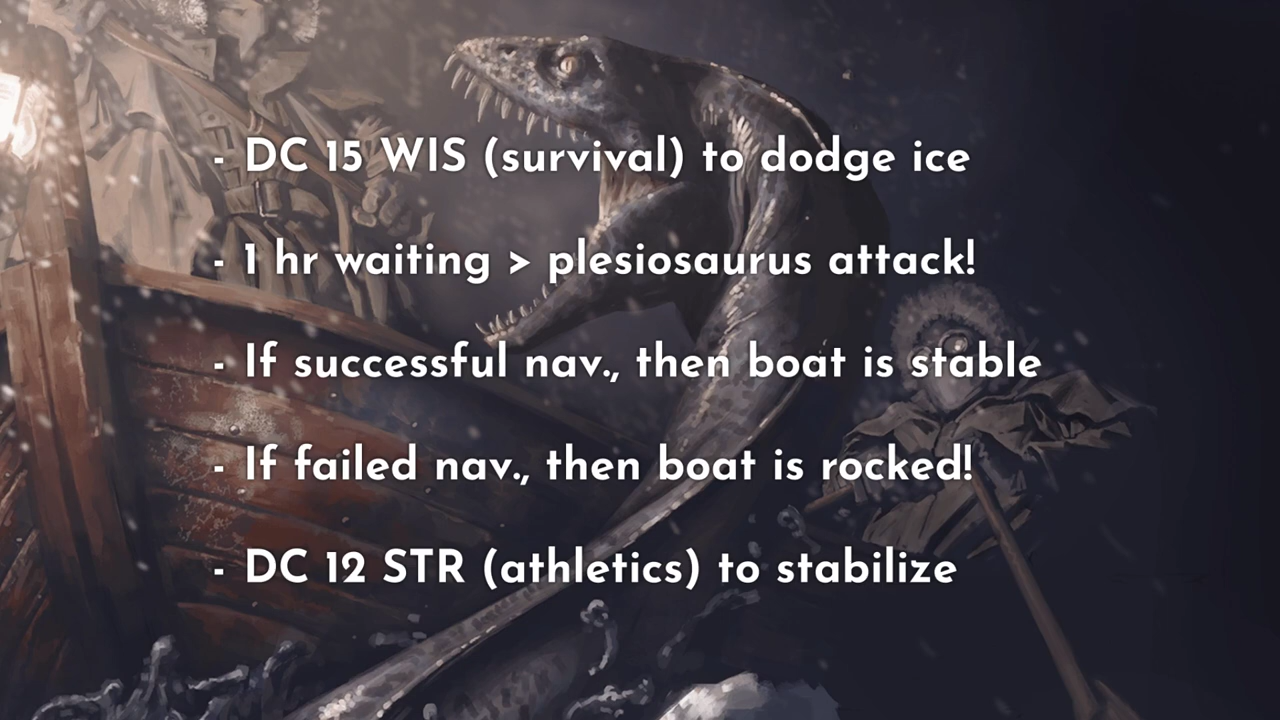 - DC 15 WIS (survival) to dodge ice
- 1 hr waiting > plesiosaurus attack!
- If successful nav., then boat is stable
- If failed nav., then boat is rocked!
- DC 12 STR (athletics) to stabilize